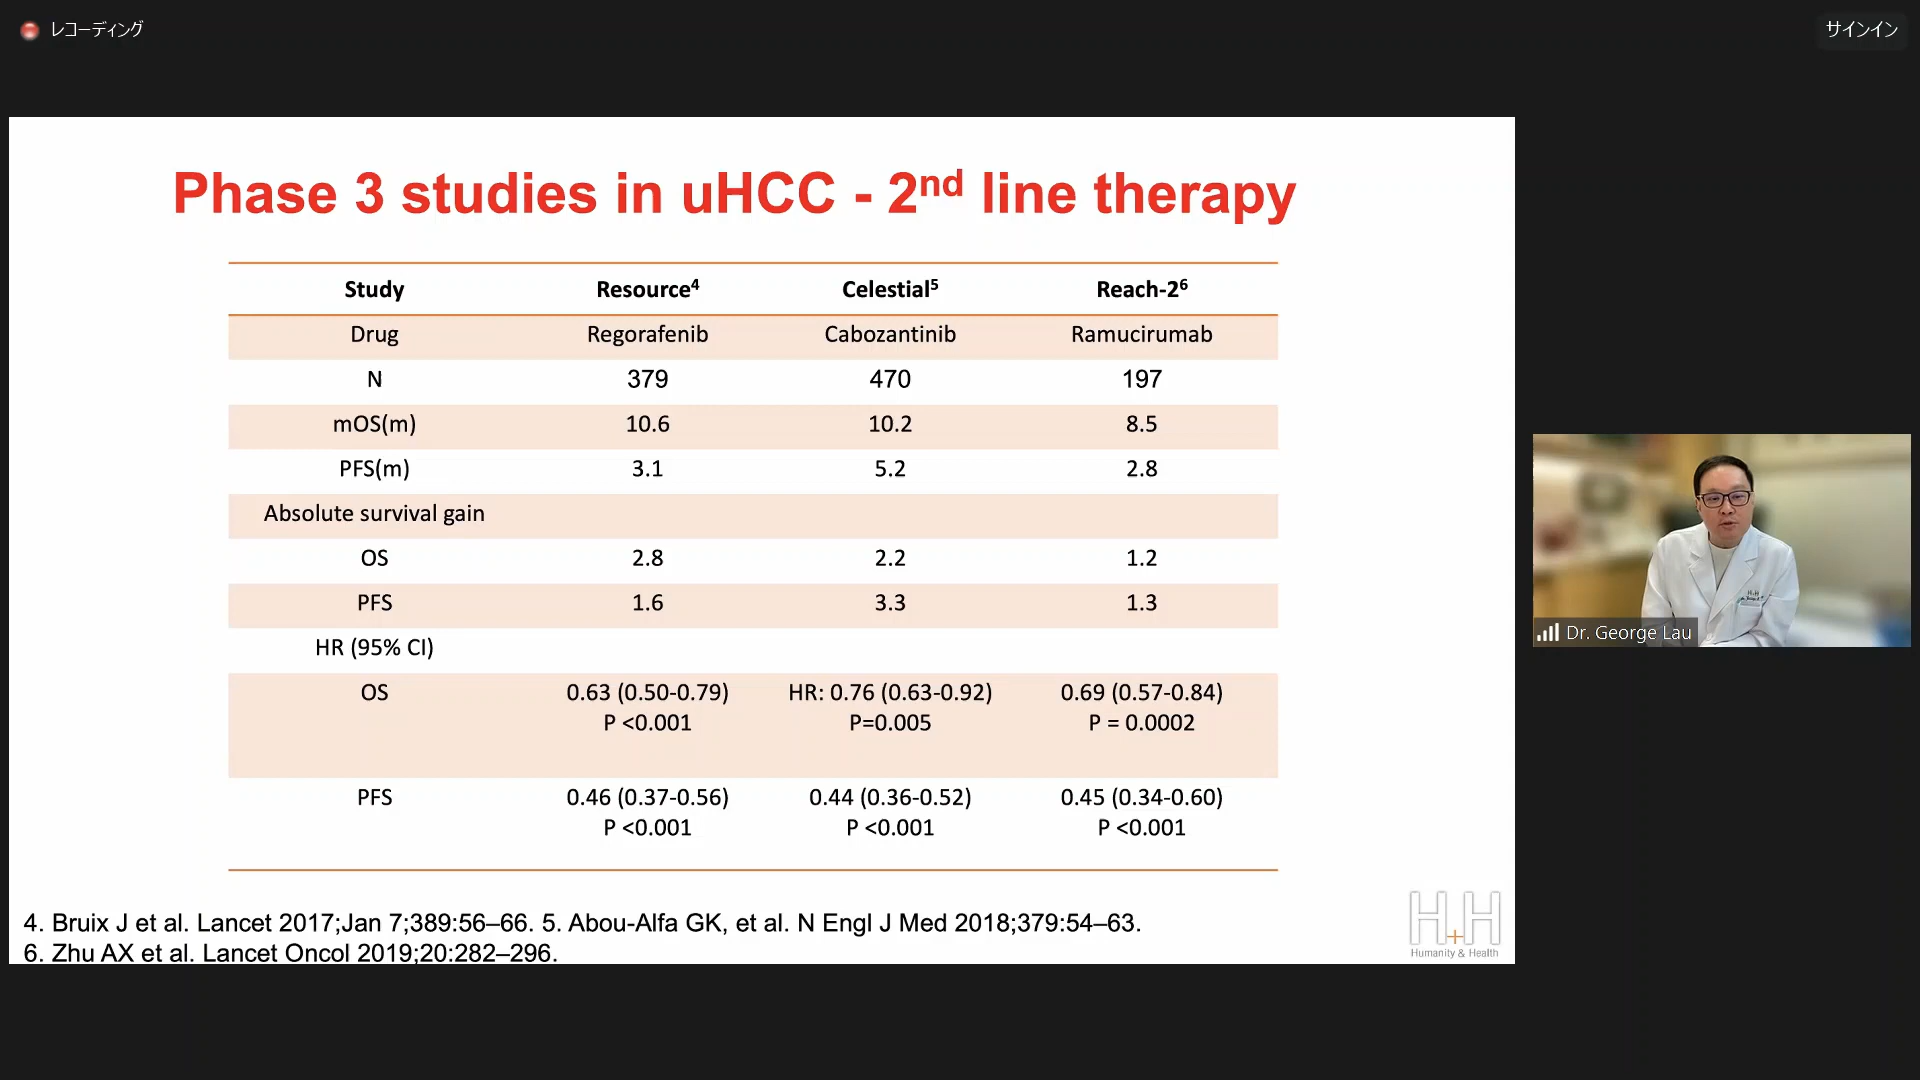 レコーディング
サインイン
Phase 3 studies in uHCC - 2nd line therapy
Study Resource4 Celestial5 Reach-26
Drug Regorafenib Cabozantinib Ramucirumab
N 379 470 197
mOS(m) 10.6 10.2 8.5
PFS(m) 3.1 5.2 2.8
Absolute survival gain
OS 2.8 2.2 1.2
PFS 1.6 3.3 1.3
HR (95% CI)
OS 0.63 (0.50-0.79) HR: 0.76 (0.63-0.92) 0.69 (0.57-0.84)
P <0.001 P=0.005 P = 0.0002
PFS 0.46 (0.37-0.56) 0.44 (0.36-0.52) 0.45 (0.34-0.60)
P <0.001 P <0.001 P <0.001
4. Bruix J et al. Lancet 2017;Jan 7;389:56–66. 5. Abou-Alfa GK, et al. N Engl J Med 2018;379:54–63.
6. Zhu AX et al. Lancet Oncol 2019;20:282–296.
H+H
Humanity & Health
Dr. George Lau